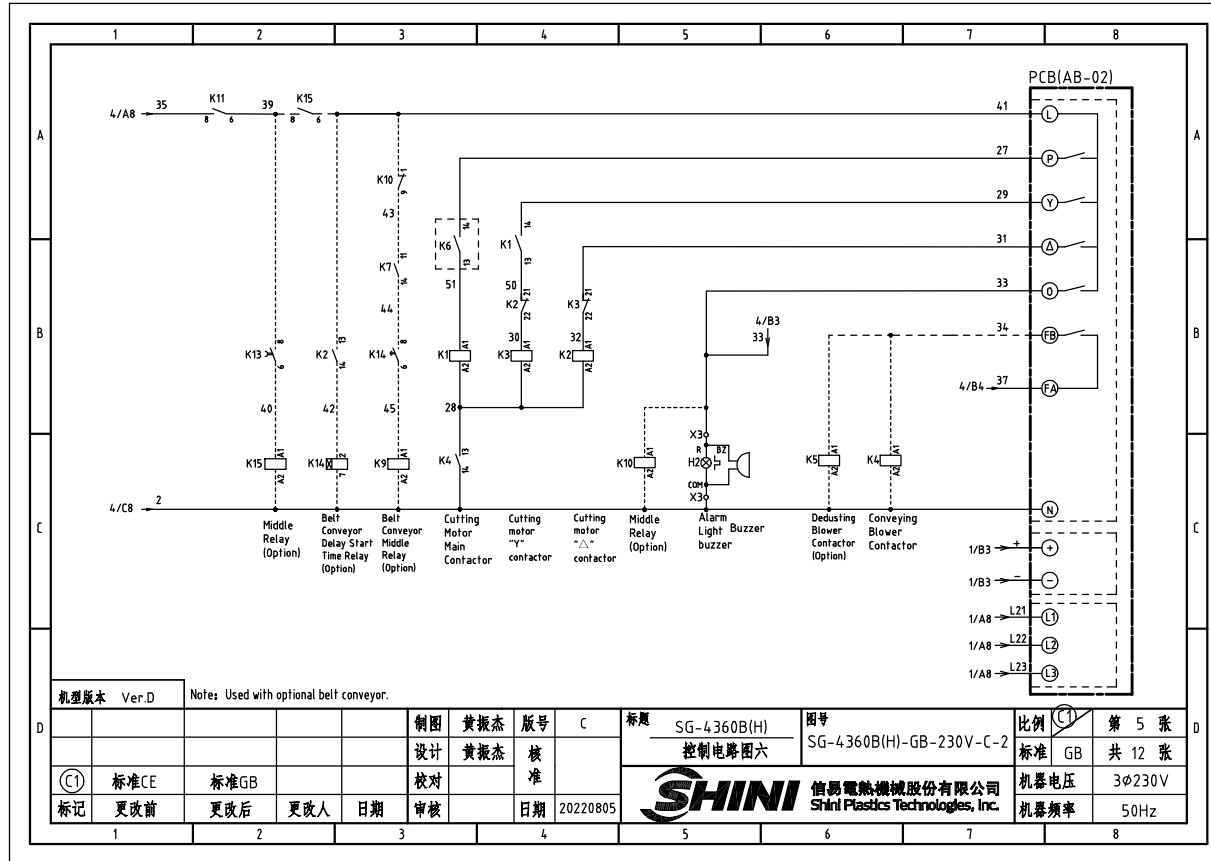 1 2 3 4 5 6 7 8
PCB(AB-02)
4/A8 35 K11 39 K15 41 L
8 6 8 6
A A
27 P
K10 1 9
43
29 Y
K6 14 13
K1 14 13
31 Δ
K7 11 14
51 50
K2 21 22
K3 21 22
33 O
44
4/B3
33
34 FB
B B
30 32
K13 8 6
K2 13 14
K14 8 6
K1 A1 A2
K3 A1 A2
K2 A1 A2
4/B4 37 FA
40 42 45 28
X3
R BZ
K15 A1 A2
K14 2 7
K9 A1 A2
K4 14 13
K10 A1 A2
H2
K5 A1 A2
K4 A1 A2
COM
X3
4/C8 2 N
C C
Middle
Relay
(Option)
Belt
Conveyor
Delay Start
Time Relay
(Option)
Belt
Conveyor
Middle
Relay
(Option)
Cutting
Motor
Main
Contactor
Cutting
motor
"Y"
contactor
Cutting
motor
"△"
contactor
Middle
Relay
(Option)
Alarm
Light
buzzer
Buzzer
Dedusting
Blower
Contactor
(Option)
Conveying
Blower
Contactor
1/B3 + +
1/B3 - -
1/A8 L21 L1
1/A8 L22 L2
1/A8 L23 L3
机型版本 Ver.D Note: Used with optional belt conveyor.
D D
制图 黄振杰 版号 C 标题 SG-4360B(H) 图号 比例 C1 第 5 张
设计 黄振杰 核准 控制电路图六 SG-4360B(H)-GB-230V-C-2 标准 GB 共 12 张
C1 标准CE 标准GB 校对 SHINI 信易電熱機械股份有限公司 机器电压 3Φ230V
标记 更改前 更改后 更改人 日期 审核 日期 20220805 Shini Plastics Technologies, Inc. 机器频率 50Hz
1 2 3 4 5 6 7 8